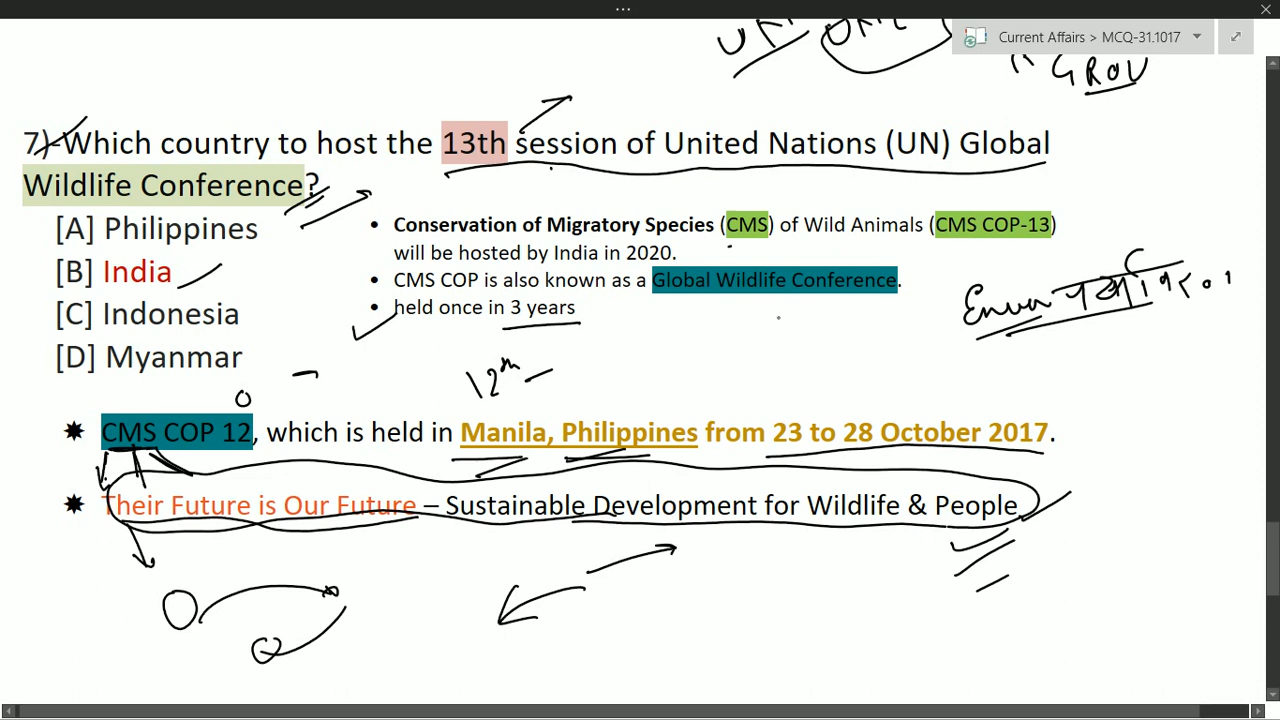 Current Affairs > MCQ-31.1017
GROU
7) Which country to host the 13th session of United Nations (UN) Global
Wildlife Conference?
[A] Philippines
[B] India
[C] Indonesia
[D] Myanmar
• Conservation of Migratory Species (CMS) of Wild Animals (CMS COP-13)
will be hosted by India in 2020.
• CMS COP is also known as a Global Wildlife Conference.
• held once in 3 years
12th
CMS COP 12, which is held in Manila, Philippines from 23 to 28 October 2017.
Their Future is Our Future – Sustainable Development for Wildlife & People